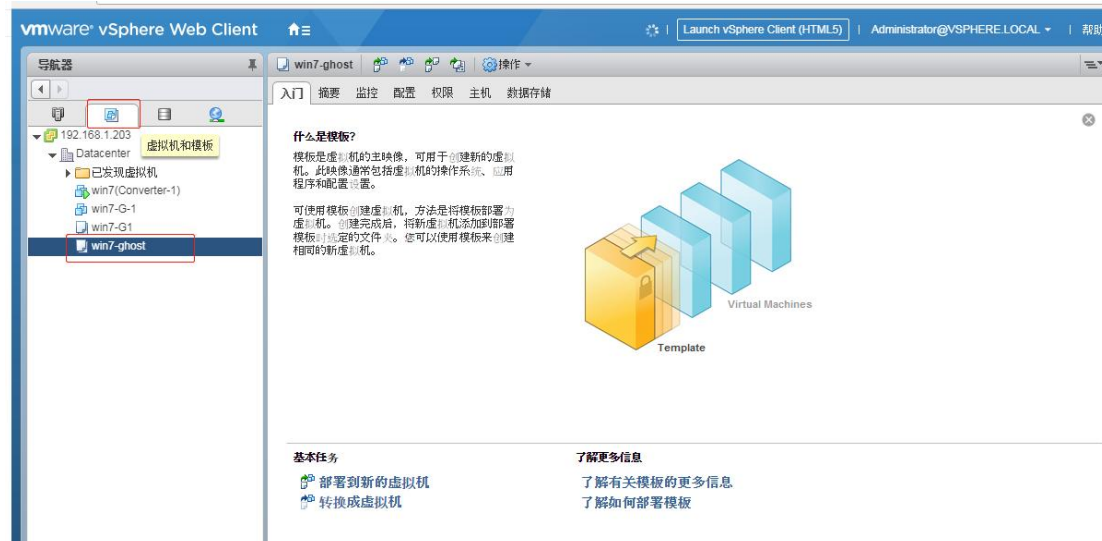 vmware® vSphere Web Client
Launch vSphere Client (HTML5)
Administrator@VSPHERE.LOCAL
帮助
导航器
win7-ghost
操作
入门 摘要 监控 配置 权限 主机 数据存储
虚拟机和模板
192.168.1.203
Datacenter
已发现虚拟机
win7(Converter-1)
win7-G-1
win7-G1
win7-ghost
什么是模板?
模板是虚拟机的主映像，可用于创建新的虚拟
机。此映像通常包括虚拟机的操作系统、应用
程序和配置设置。
可使用模板创建虚拟机，方法是将模板部署为
虚拟机。创建完成后，将新虚拟机添加到部署
模板时选定的文件夹。您可以使用模板来创建
相同的新虚拟机。
Virtual Machines
Template
基本任务
部署到新的虚拟机
转换成虚拟机
了解更多信息
了解有关模板的更多信息
了解如何部署模板